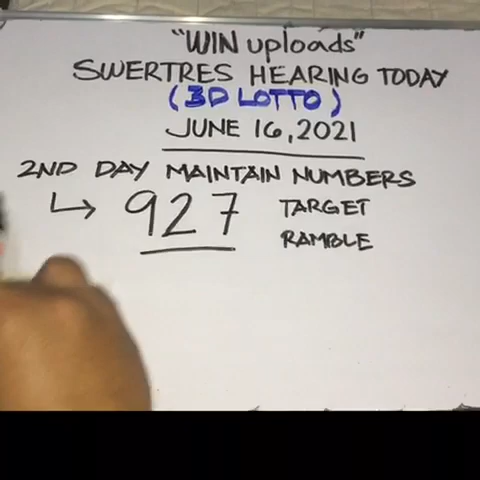 "WIN uploads"
SWERTRES HEARING TODAY
(3D LOTTO)
JUNE 16,2021
2ND DAY MAINTAIN NUMBERS
↳ 927 TARGET
RAMBLE